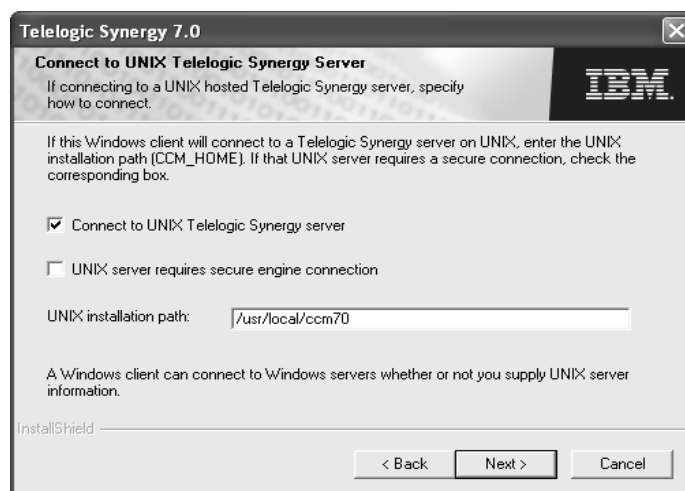 Telelogic Synergy 7.0
Connect to UNIX Telelogic Synergy Server
If connecting to a UNIX hosted Telelogic Synergy server, specify
how to connect.
IBM.
If this Windows client will connect to a Telelogic Synergy server on UNIX, enter the UNIX
installation path (CCM_HOME). If that UNIX server requires a secure connection, check the
corresponding box.
Connect to UNIX Telelogic Synergy server
UNIX server requires secure engine connection
UNIX installation path:
/usr/local/ccm70
A Windows client can connect to Windows servers whether or not you supply UNIX server
information.
InstallShield
< Back
Next >
Cancel